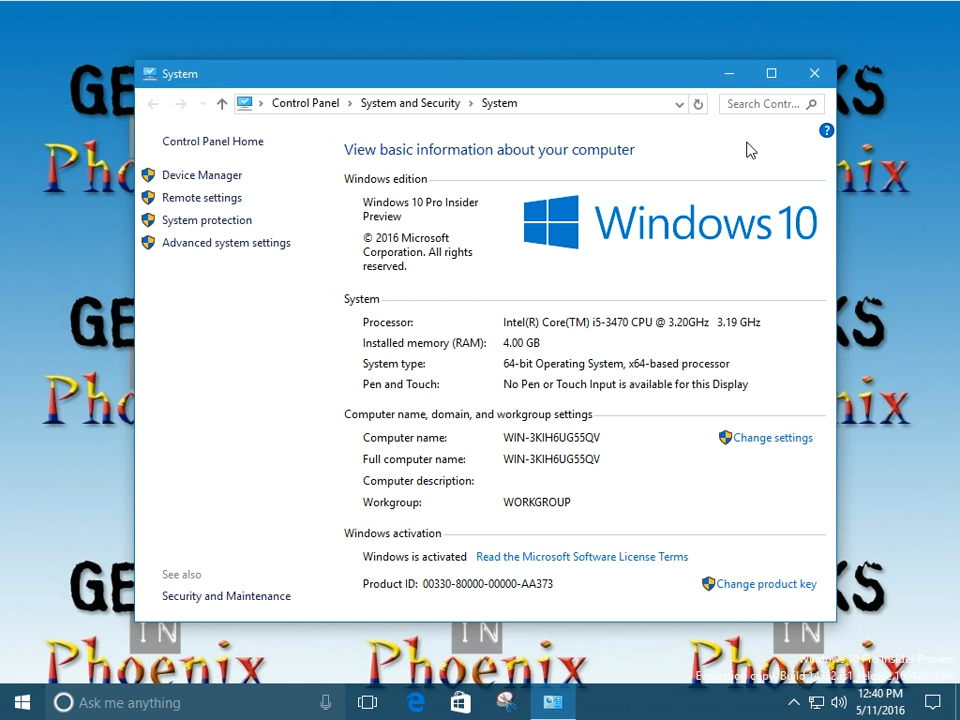 System
Control Panel > System and Security > System
Search Contr...
Control Panel Home
Device Manager
Remote settings
System protection
Advanced system settings
View basic information about your computer
Windows edition
Windows 10 Pro Insider
Preview
© 2016 Microsoft
Corporation. All rights
reserved.
Windows 10
System
Processor: Intel(R) Core(TM) i5-3470 CPU @ 3.20GHz 3.19 GHz
Installed memory (RAM): 4.00 GB
System type: 64-bit Operating System, x64-based processor
Pen and Touch: No Pen or Touch Input is available for this Display
Computer name, domain, and workgroup settings
Computer name: WIN-3KIH6UG55QV
Change settings
Full computer name: WIN-3KIH6UG55QV
Computer description:
Workgroup: WORKGROUP
Windows activation
Windows is activated Read the Microsoft Software License Terms
Product ID: 00330-80000-00000-AA373
Change product key
See also
Security and Maintenance
GE
KS
Pho
nix
GE
KS
Pho
nix
GE
KS
IN
IN
IN
Phoenix
Phoenix
Phoenix
Windows 10 Pro Insider Preview
Evaluation copy. Build
Ask me anything
12:40 PM
5/11/2016